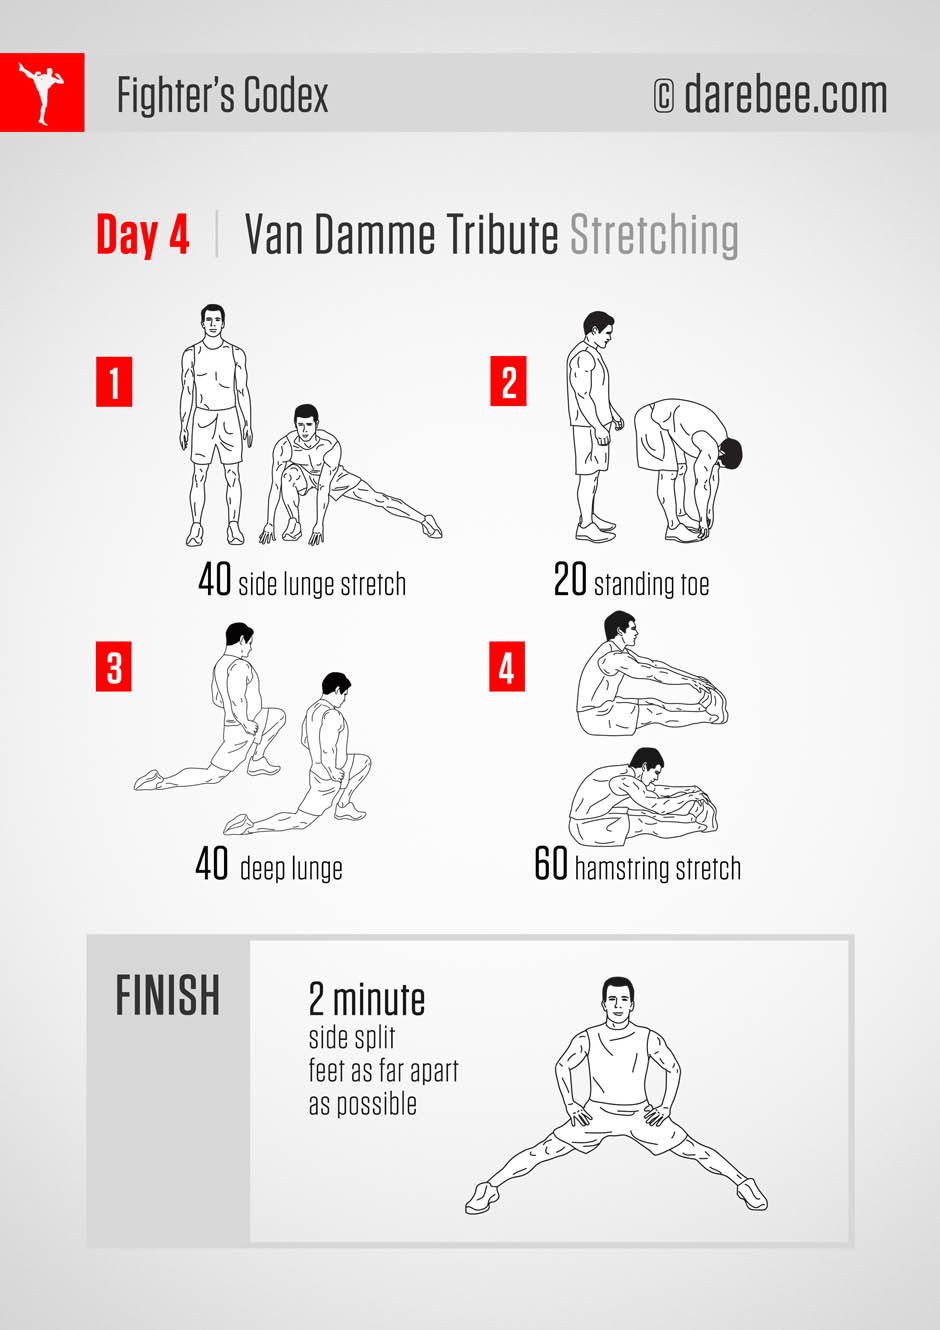 Fighter's Codex
© darebee.com
Day 4 | Van Damme Tribute Stretching
1
40 side lunge stretch
2
20 standing toe
3
40 deep lunge
4
60 hamstring stretch
FINISH
2 minute
side split
feet as far apart
as possible